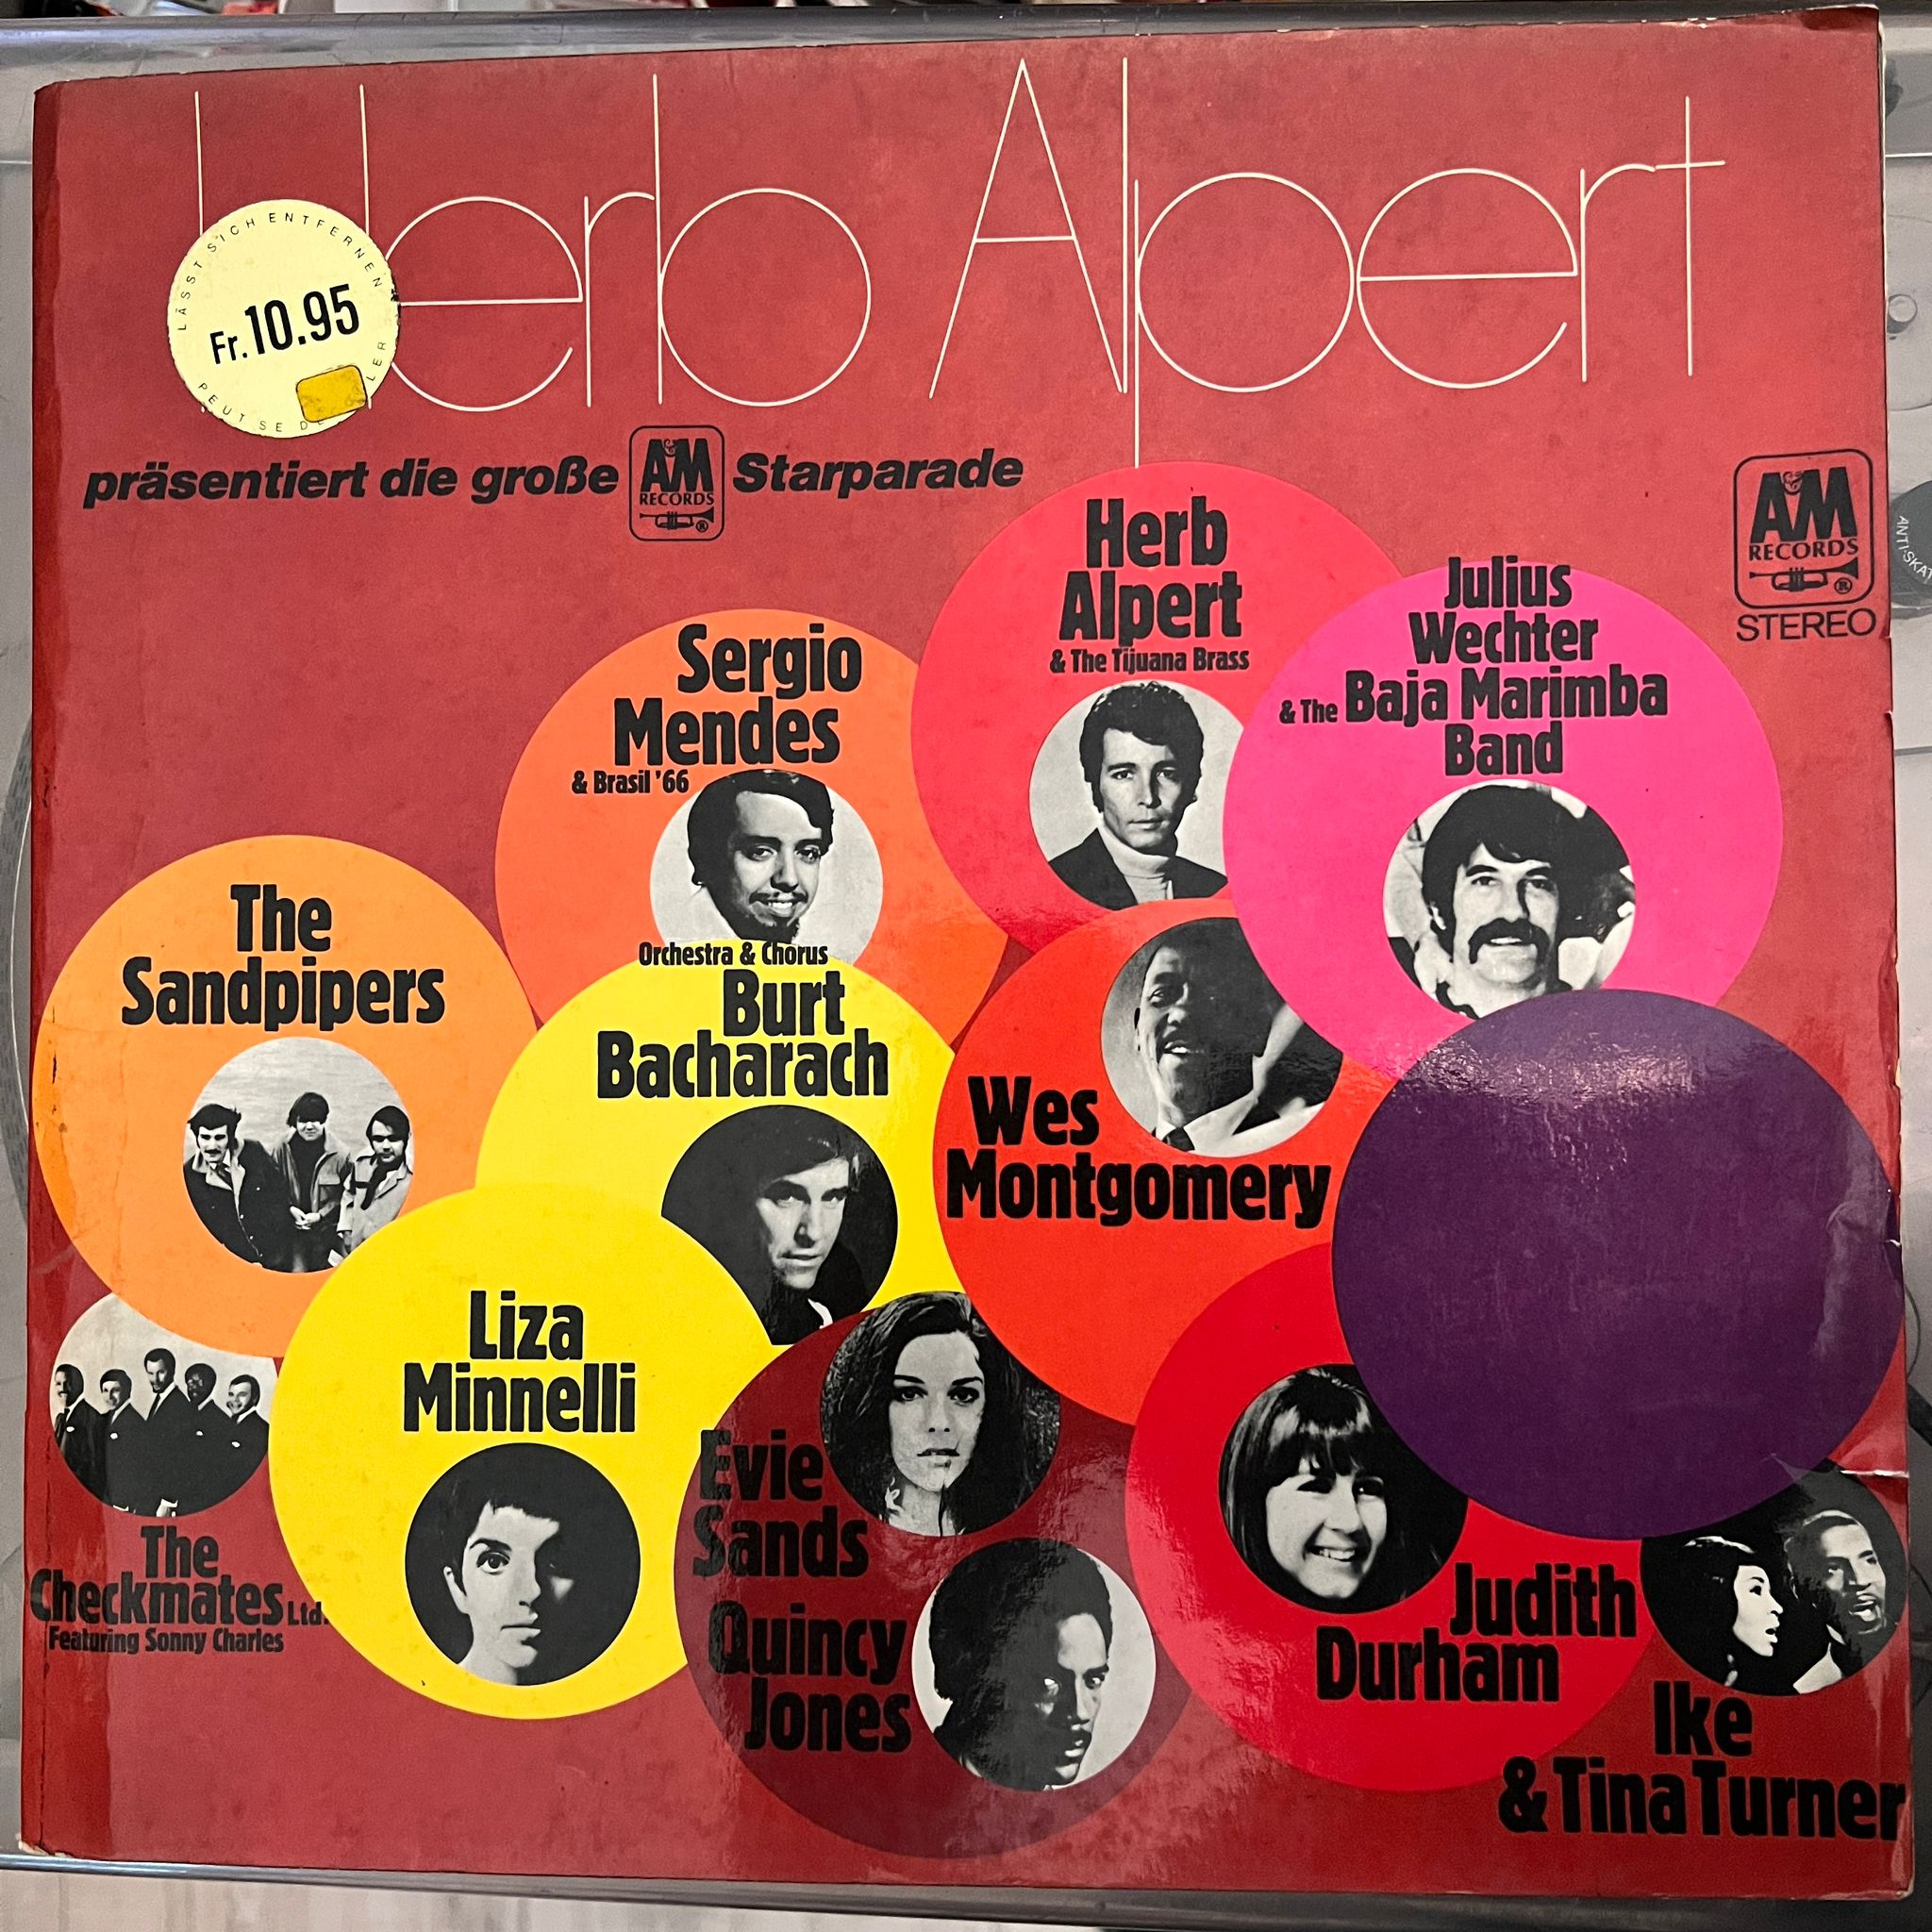 Herb Alpert
LÄSST SICH ENTFERNEN
Fr. 10.95
PEUT SE
präsentiert die große A&M RECORDS ® Starparade
A&M
RECORDS
®
STEREO
Herb
Alpert
& The Tijuana Brass
Julius
Wechter
& The Baja Marimba
Band
Sergio
Mendes
& Brasil '66
The
Sandpipers
Orchestra & Chorus
Burt
Bacharach
Wes
Montgomery
Liza
Minnelli
Evie
Sands
Quincy
Jones
Judith
Durham
The
Checkmates Ltd.
Featuring Sonny Charles
Ike
& Tina Turner